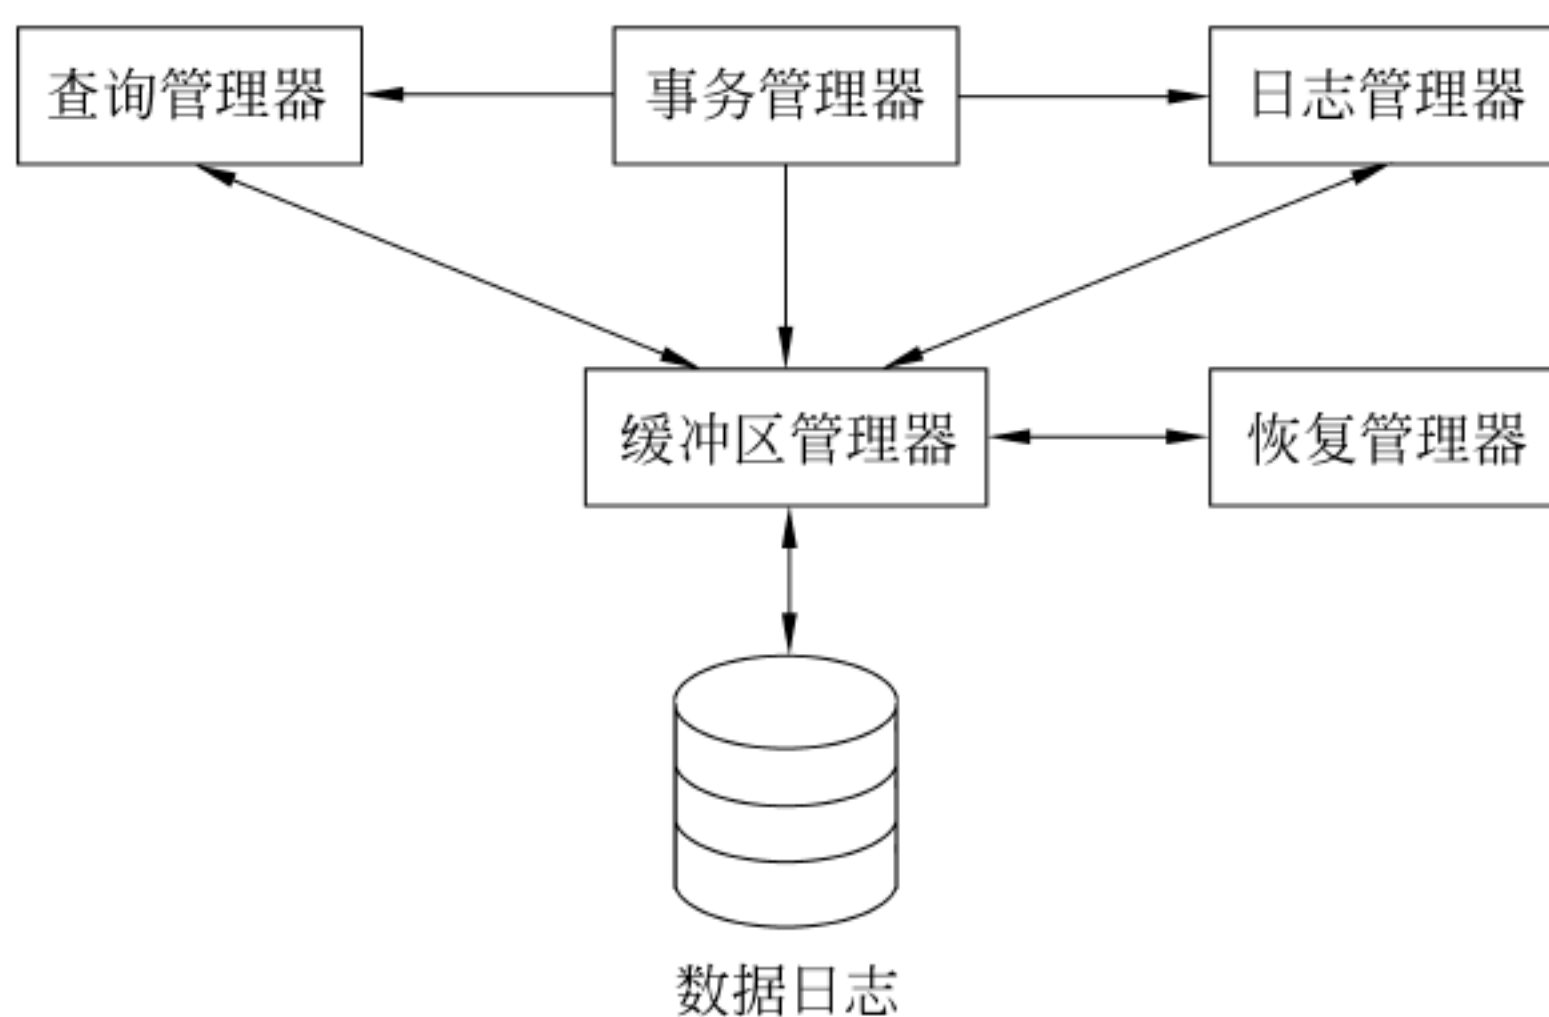 查询管理器
事务管理器
日志管理器
缓冲区管理器
恢复管理器
数据日志